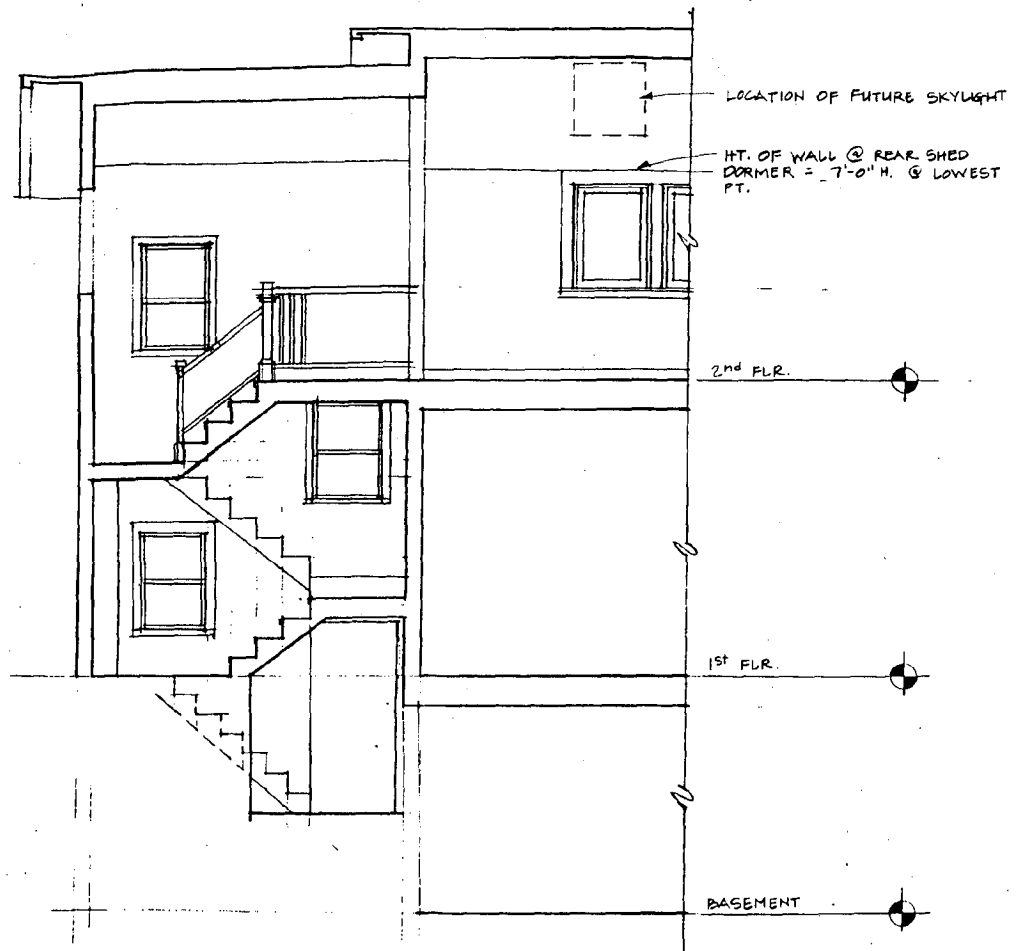 LOCATION OF FUTURE SKYLIGHT
HT. OF WALL @ REAR SHED
DORMER = 7'-0" H. @ LOWEST
PT.
2nd FLR.
1st FLR.
BASEMENT